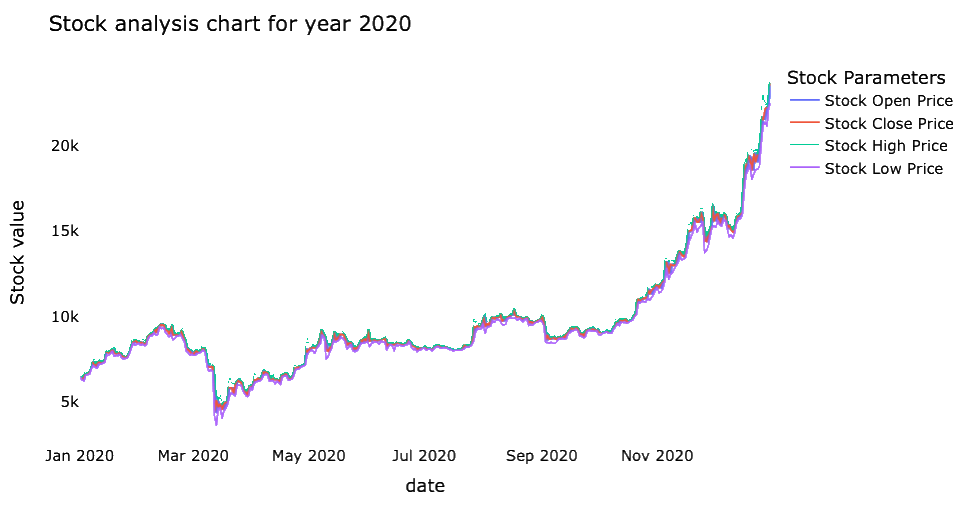 Stock analysis chart for year 2020
Stock Parameters
Stock Open Price
Stock Close Price
Stock High Price
Stock Low Price
Stock value
20k
15k
10k
5k
Jan 2020 Mar 2020 May 2020 Jul 2020 Sep 2020 Nov 2020
date